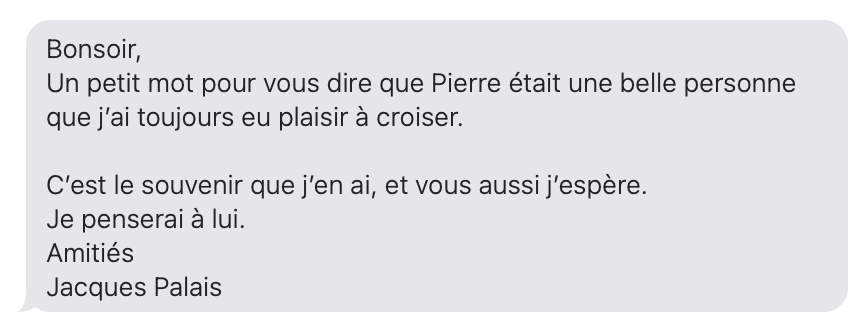 Bonsoir,
Un petit mot pour vous dire que Pierre était une belle personne
que j’ai toujours eu plaisir à croiser.

C’est le souvenir que j’en ai, et vous aussi j’espère.
Je penserai à lui.
Amitiés
Jacques Palais